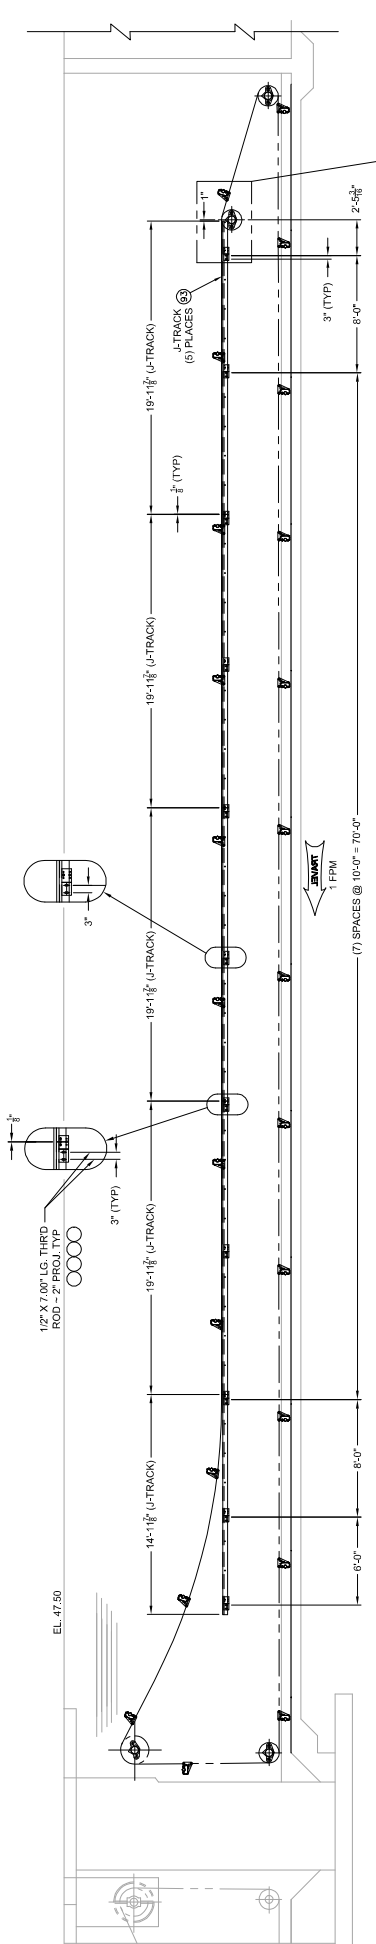 1"
2'-5 3/16"
J-TRACK 93
(5) PLACES
3" (TYP)
8'-0"
19'-11 7/8" (J-TRACK)
1/8" (TYP)
19'-11 7/8" (J-TRACK)
3"
TRAVEL
1 FPM
(7) SPACES @ 10'-0" = 70'-0"
19'-11 7/8" (J-TRACK)
1/8"
3" (TYP)
1/2" X 7.00" LG. THR'D
ROD ~ 2" PROJ. TYP
19'-11 7/8" (J-TRACK)
14'-11 7/8" (J-TRACK)
8'-0"
6'-0"
EL. 47.50